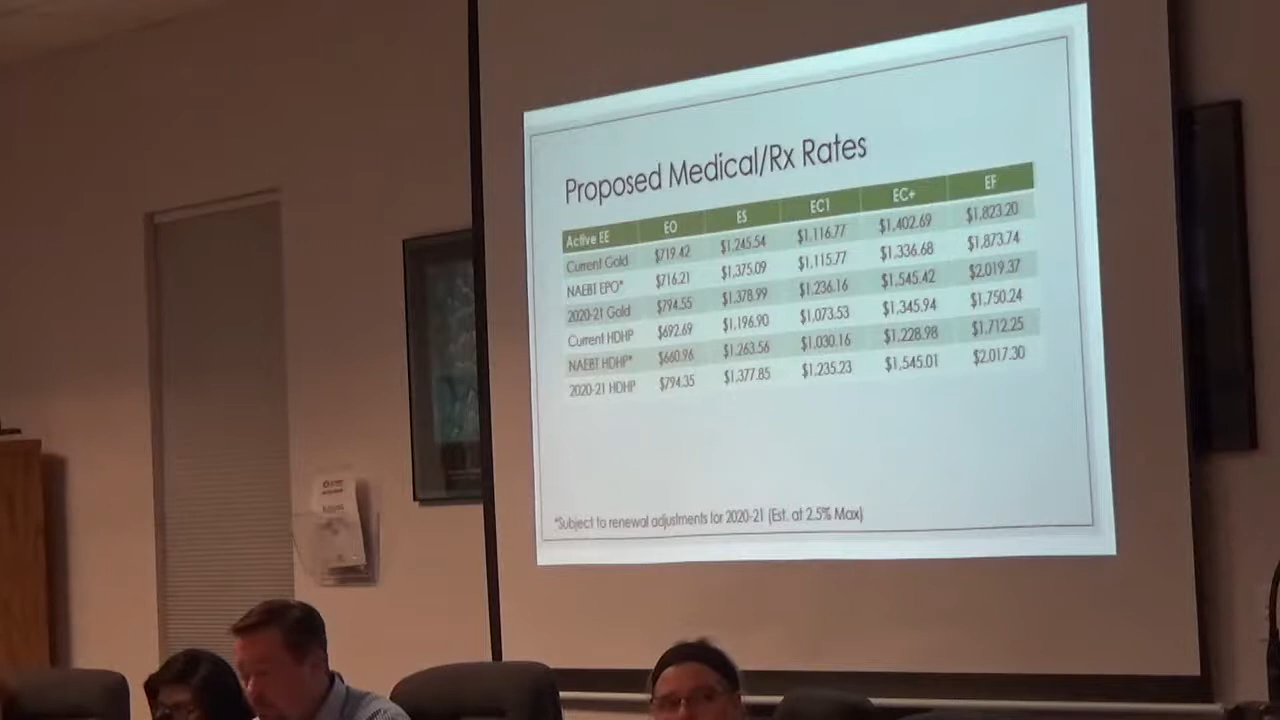 Proposed Medical/Rx Rates
Active EE EO ES EC1 EC+ EF
Current Gold $719.42 $1,245.54 $1,116.77 $1,402.69 $1,823.20
NAEBT EPO* $716.21 $1,375.09 $1,115.77 $1,336.68 $1,873.74
2020-21 Gold $794.55 $1,378.99 $1,236.16 $1,545.42 $2,019.37
Current HDHP $692.69 $1,196.90 $1,073.53 $1,345.94 $1,750.24
NAEBT HDHP* $660.96 $1,263.56 $1,030.16 $1,228.98 $1,712.25
2020-21 HDHP $794.35 $1,377.85 $1,235.23 $1,545.01 $2,017.30
*Subject to renewal adjustments for 2020-21 (Est. at 2.5% Max)